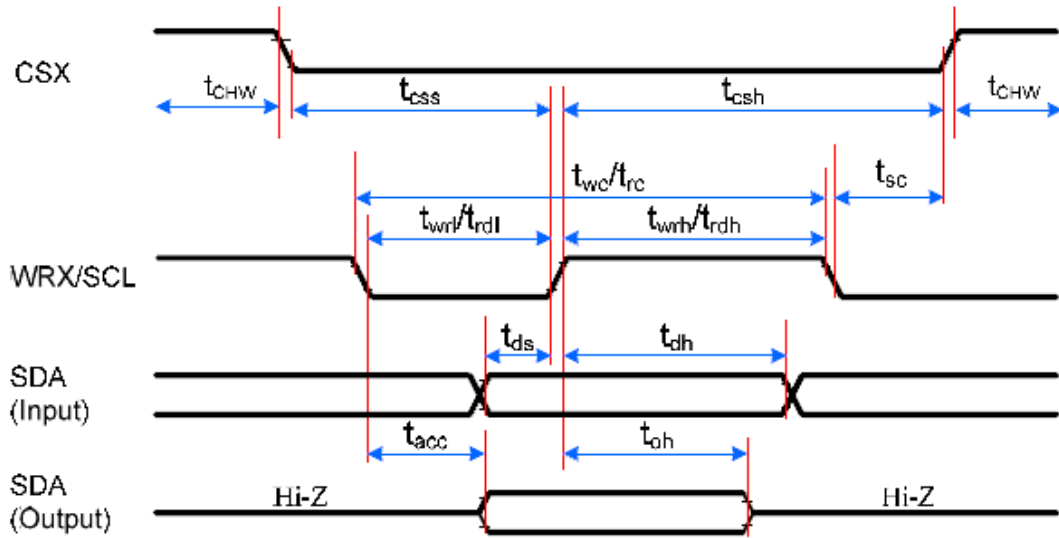 CSX
tCHW
tcss
tcsh
tCHW
twc/trc
tsc
twrl/trdl
twrh/trdh
WRX/SCL
tds
tdh
SDA
(Input)
tacc
toh
SDA
(Output)
Hi-Z
Hi-Z